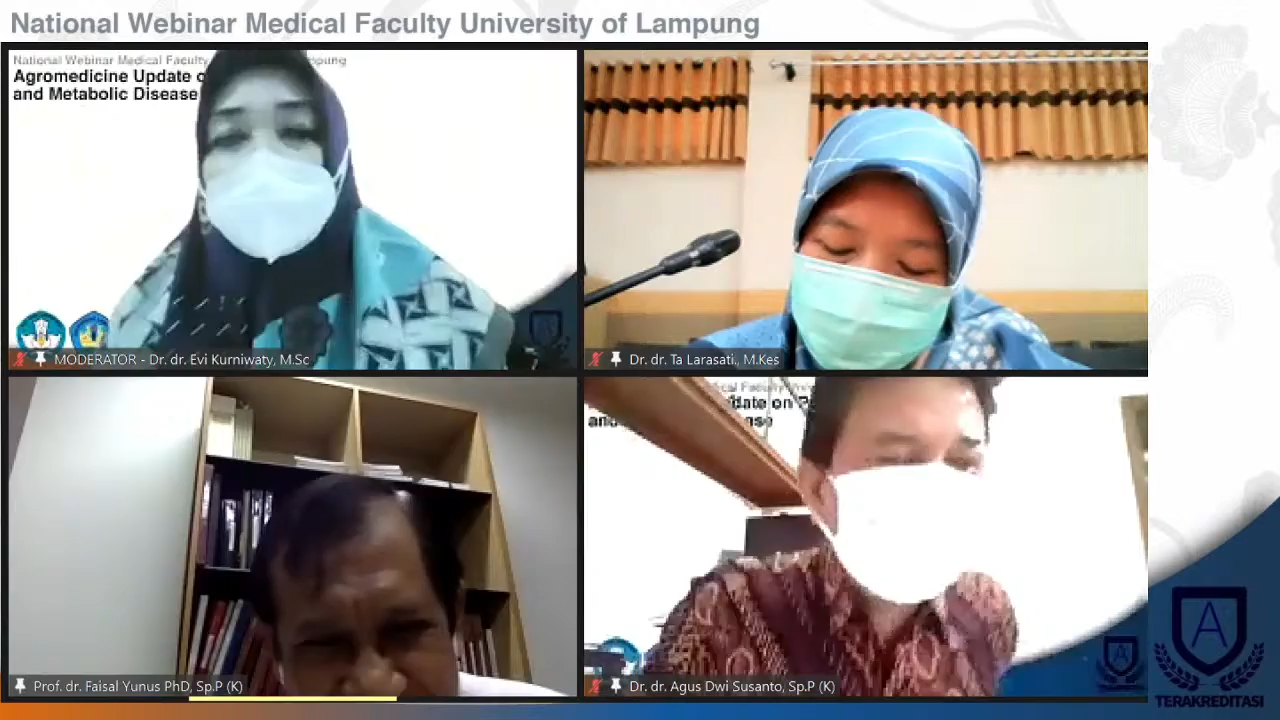 National Webinar Medical Faculty University of Lampung
National Webinar Medical Faculty
Agromedicine Update
and Metabolic Disease
MODERATOR - Dr. dr. Evi Kurniwaty, M.Sc
Dr. dr. Ta Larasati., M.Kes
Prof. dr. Faisal Yunus PhD, Sp.P (K)
Dr. dr. Agus Dwi Susanto, Sp.P (K)
A
TERAKREDITASI